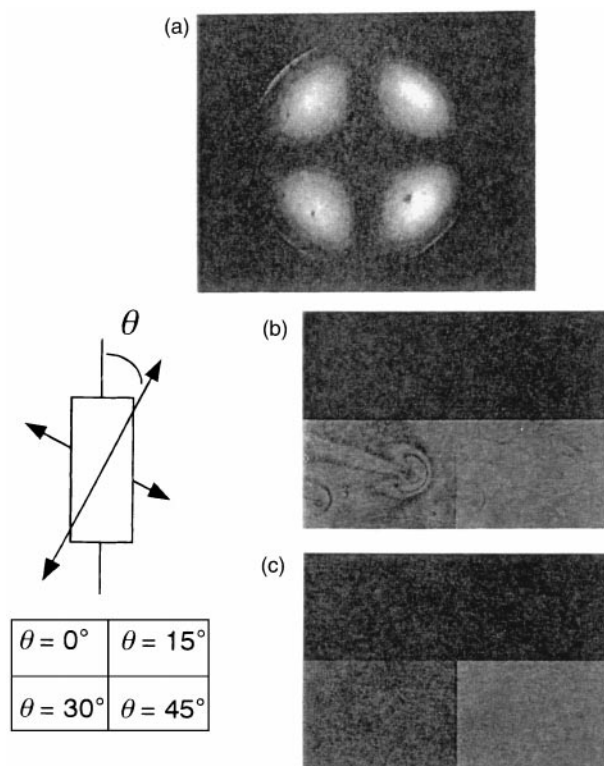 (a)
θ
(b)
(c)
θ = 0° θ = 15°
θ = 30° θ = 45°